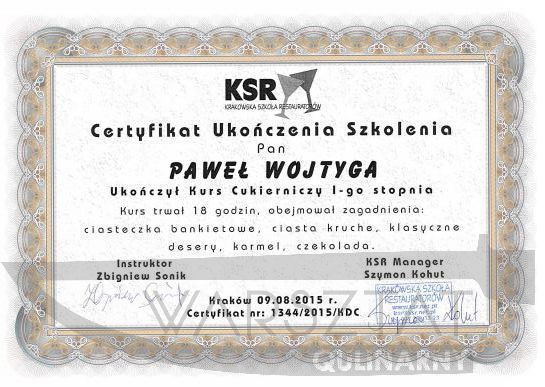 KSR
KRAKOWSKA SZKOŁA RESTAURATORÓW
Certyfikat Ukończenia Szkolenia
Pan
PAWEŁ WOJTYGA
Ukończył Kurs Cukierniczy I-go stopnia
Kurs trwał 18 godzin, obejmował zagadnienia:
ciasteczka bankietowe, ciasta kruche, klasyczne
desery, karmel, czekolada.
Instruktor
Zbigniew Sonik
KSR Manager
Szymon Kohut
KRAKOWSKA SZKOŁA
RESTAURATORÓW
Kraków 09.08.2015 r.
Certyfikat nr: 1344/2015/KDC
WARSZTAT
QULINARNY